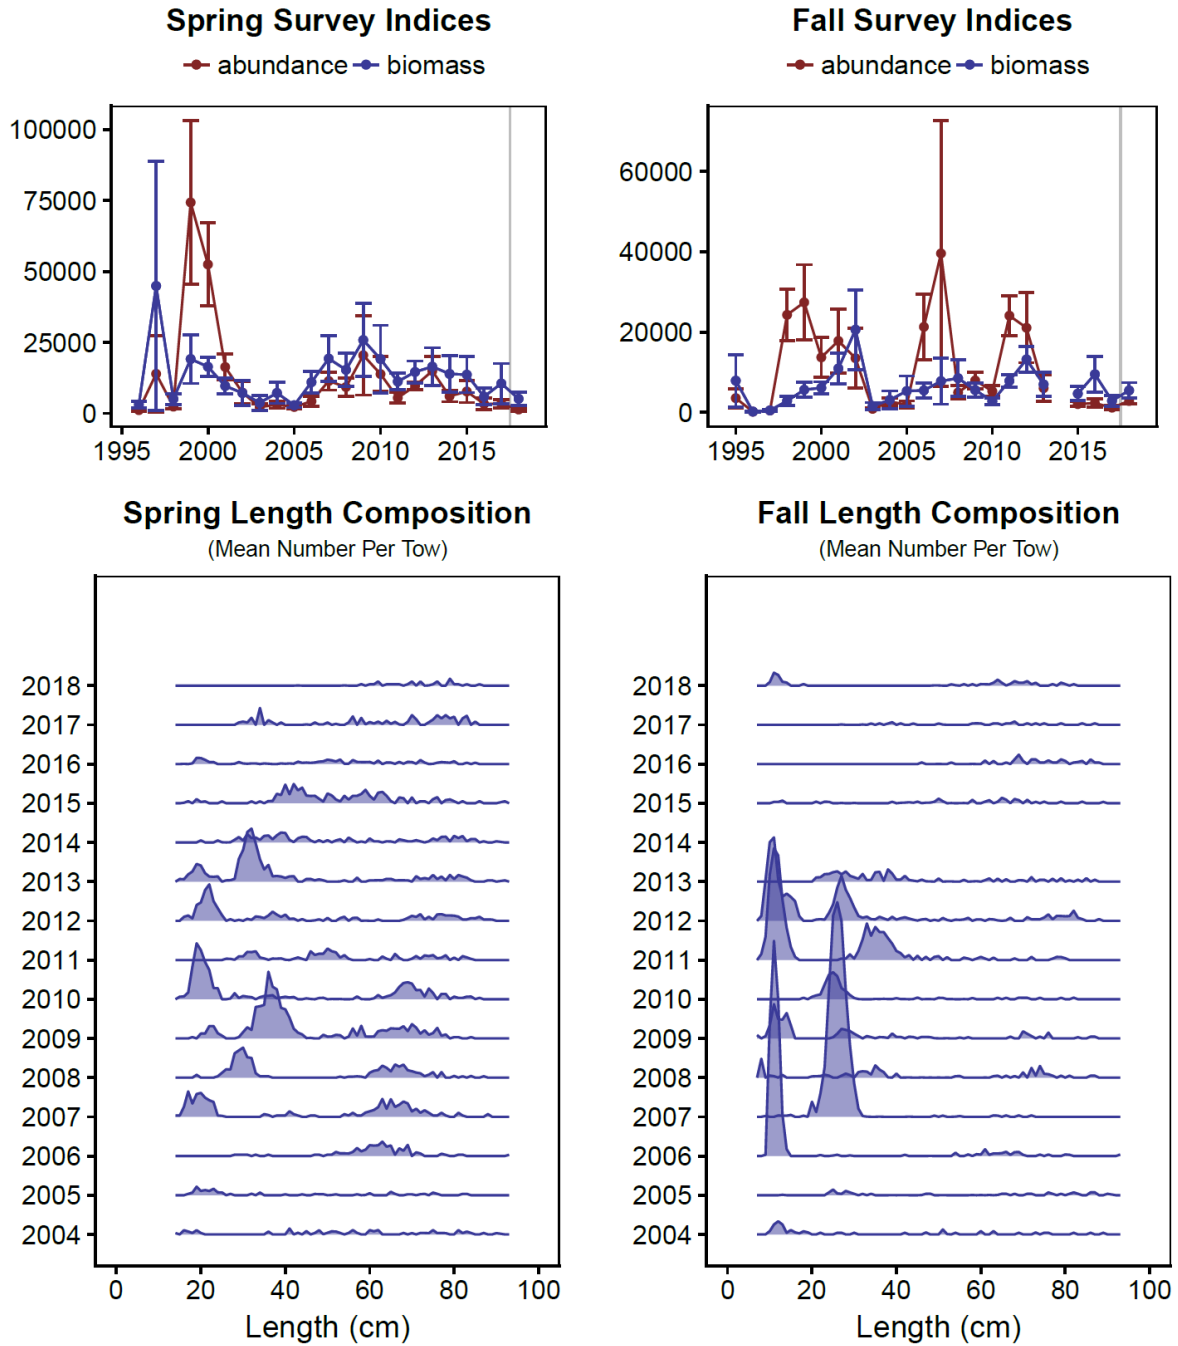 Spring Survey Indices
abundance biomass
100000
75000
50000
25000
0
1995 2000 2005 2010 2015
Fall Survey Indices
abundance biomass
60000
40000
20000
0
1995 2000 2005 2010 2015
Spring Length Composition
(Mean Number Per Tow)
2018
2017
2016
2015
2014
2013
2012
2011
2010
2009
2008
2007
2006
2005
2004
0 20 40 60 80 100
Length (cm)
Fall Length Composition
(Mean Number Per Tow)
2018
2017
2016
2015
2014
2013
2012
2011
2010
2009
2008
2007
2006
2005
2004
0 20 40 60 80 100
Length (cm)